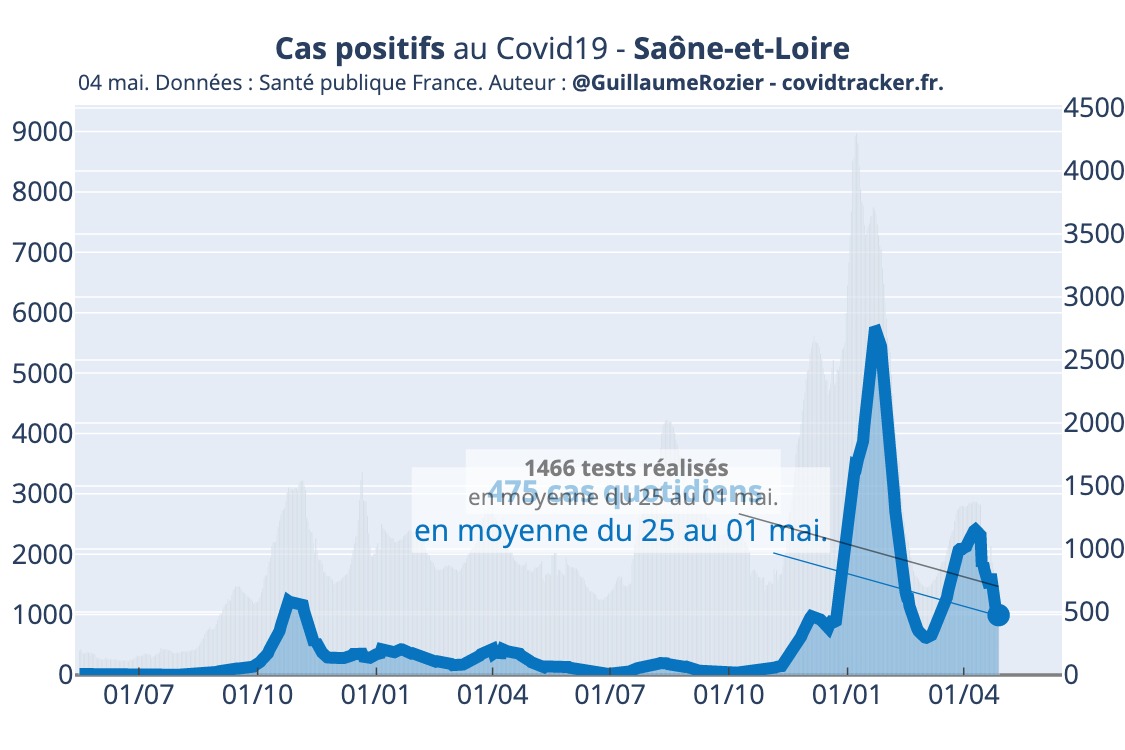 Cas positifs au Covid19 - Saône-et-Loire
04 mai. Données : Santé publique France. Auteur : @GuillaumeRozier - covidtracker.fr.
9000
8000
7000
6000
5000
4000
3000
2000
1000
0
4500
4000
3500
3000
2500
2000
1500
1000
500
0
1466 tests réalisés
en moyenne du 25 au 01 mai.
475 cas quotidiens
en moyenne du 25 au 01 mai.
01/07 01/10 01/01 01/04 01/07 01/10 01/01 01/04